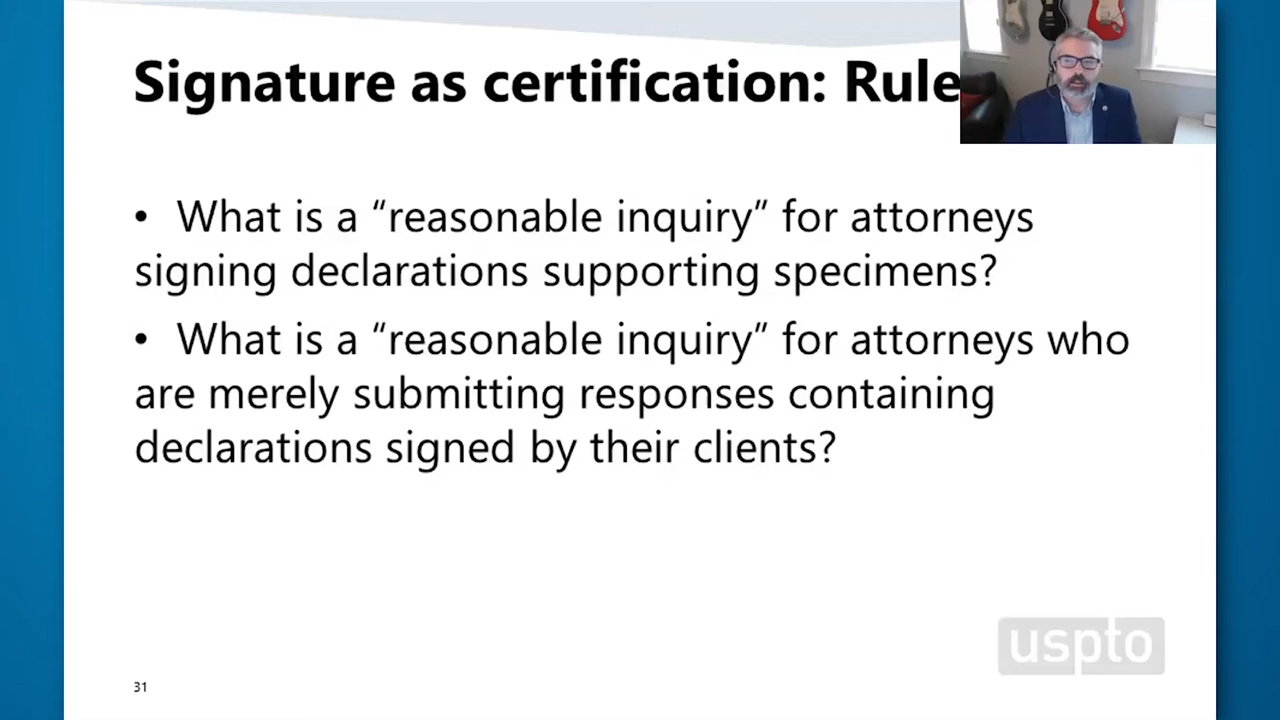 Signature as certification: Rule
• What is a “reasonable inquiry” for attorneys
signing declarations supporting specimens?
• What is a “reasonable inquiry” for attorneys who
are merely submitting responses containing
declarations signed by their clients?
uspto
31